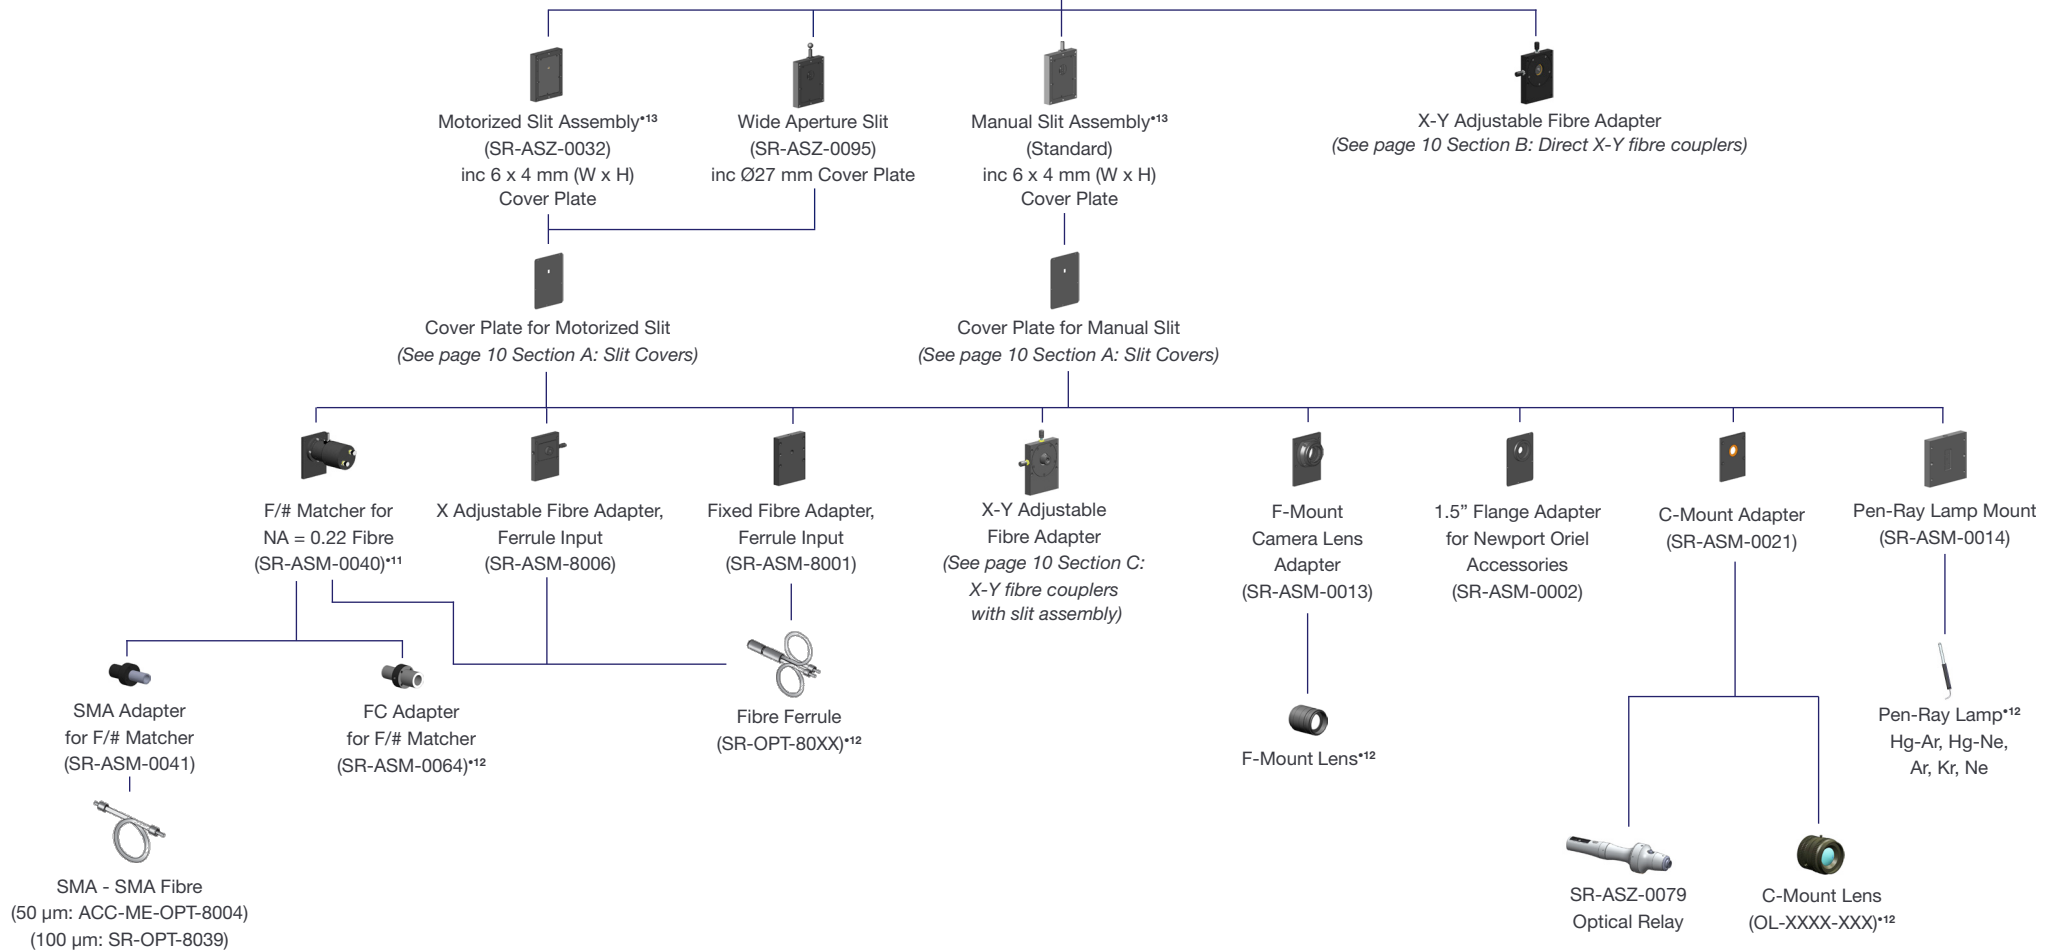 Motorized Slit Assembly•13
(SR-ASZ-0032)
inc 6 x 4 mm (W x H)
Cover Plate
Wide Aperture Slit
(SR-ASZ-0095)
inc Ø27 mm Cover Plate
Manual Slit Assembly•13
(Standard)
inc 6 x 4 mm (W x H)
Cover Plate
X-Y Adjustable Fibre Adapter
(See page 10 Section B: Direct X-Y fibre couplers)
Cover Plate for Motorized Slit
(See page 10 Section A: Slit Covers)
Cover Plate for Manual Slit
(See page 10 Section A: Slit Covers)
F/# Matcher for
NA = 0.22 Fibre
(SR-ASM-0040)•11
X Adjustable Fibre Adapter,
Ferrule Input
(SR-ASM-8006)
Fixed Fibre Adapter,
Ferrule Input
(SR-ASM-8001)
X-Y Adjustable
Fibre Adapter
(See page 10 Section C:
X-Y fibre couplers
with slit assembly)
F-Mount
Camera Lens
Adapter
(SR-ASM-0013)
1.5” Flange Adapter
for Newport Oriel
Accessories
(SR-ASM-0002)
C-Mount Adapter
(SR-ASM-0021)
Pen-Ray Lamp Mount
(SR-ASM-0014)
SMA Adapter
for F/# Matcher
(SR-ASM-0041)
FC Adapter
for F/# Matcher
(SR-ASM-0064)•12
Fibre Ferrule
(SR-OPT-80XX)•12
F-Mount Lens•12
Pen-Ray Lamp•12
Hg-Ar, Hg-Ne,
Ar, Kr, Ne
SMA - SMA Fibre
(50 µm: ACC-ME-OPT-8004)
(100 µm: SR-OPT-8039)
SR-ASZ-0079
Optical Relay
C-Mount Lens
(OL-XXXX-XXX)•12